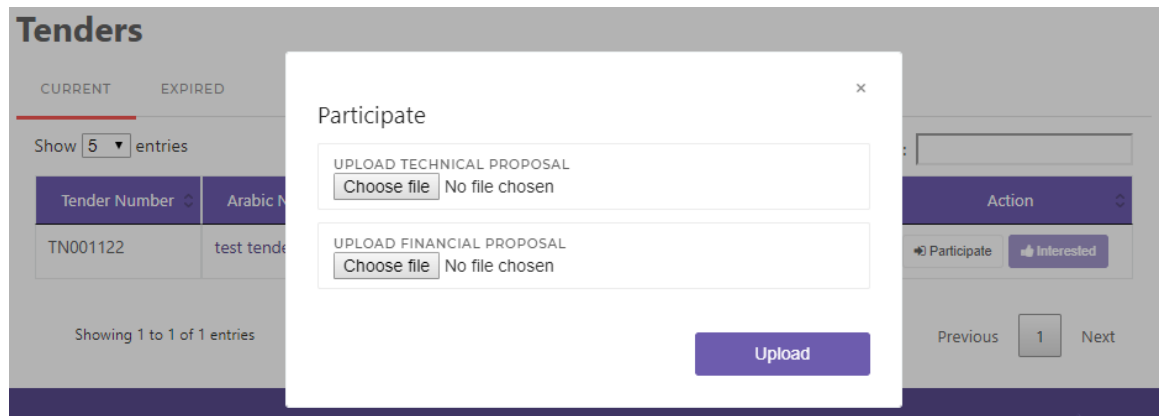 Tenders
CURRENT EXPIRED
Show 5 entries :
Tender Number Arabic N Action
TN001122 test tende Participate Interested
Showing 1 to 1 of 1 entries Previous 1 Next
×
Participate
UPLOAD TECHNICAL PROPOSAL
Choose file No file chosen
UPLOAD FINANCIAL PROPOSAL
Choose file No file chosen
Upload